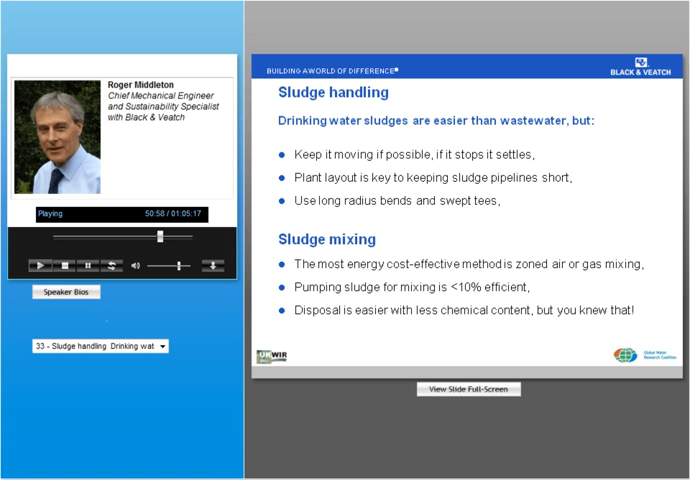 Roger Middleton
Chief Mechanical Engineer
and Sustainability Specialist
with Black & Veatch
Playing 50:58 / 01:05:17
Speaker Bios
33 - Sludge handling Drinking wat
BUILDING A WORLD OF DIFFERENCE
BLACK & VEATCH
Sludge handling
Drinking water sludges are easier than wastewater, but:
Keep it moving if possible, if it stops it settles,
Plant layout is key to keeping sludge pipelines short,
Use long radius bends and swept tees,
Sludge mixing
The most energy cost-effective method is zoned air or gas mixing,
Pumping sludge for mixing is <10% efficient,
Disposal is easier with less chemical content, but you knew that!
UKWIR
Global Water
Research Coalition
View Slide Full-Screen